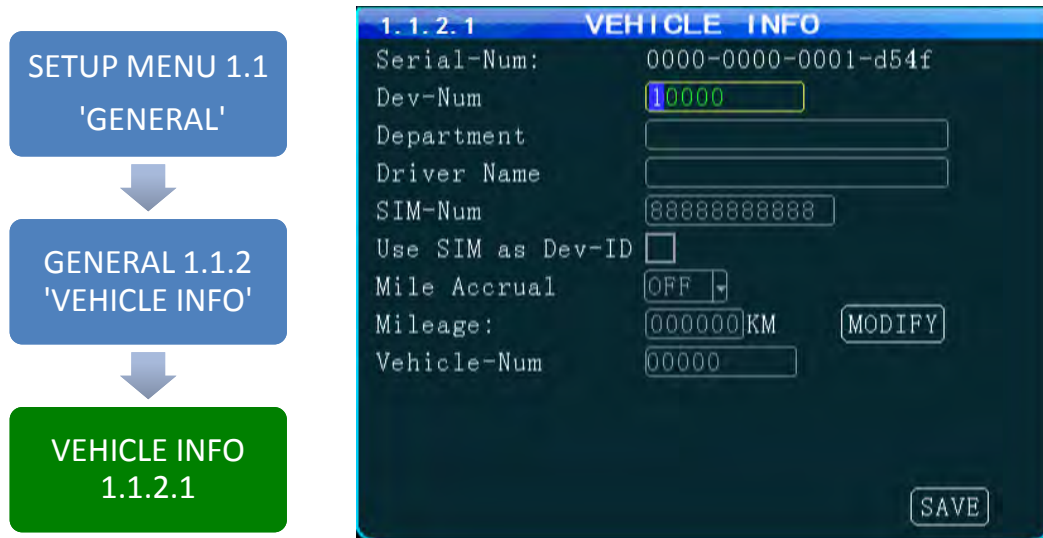 SETUP MENU 1.1
'GENERAL'
GENERAL 1.1.2
'VEHICLE INFO'
VEHICLE INFO
1.1.2.1
1.1.2.1 VEHICLE INFO
Serial-Num: 0000-0000-0001-d54f
Dev-Num 10000
Department
Driver Name
SIM-Num 88888888888
Use SIM as Dev-ID
Mile Accrual OFF
Mileage: 000000 KM MODIFY
Vehicle-Num 00000
SAVE